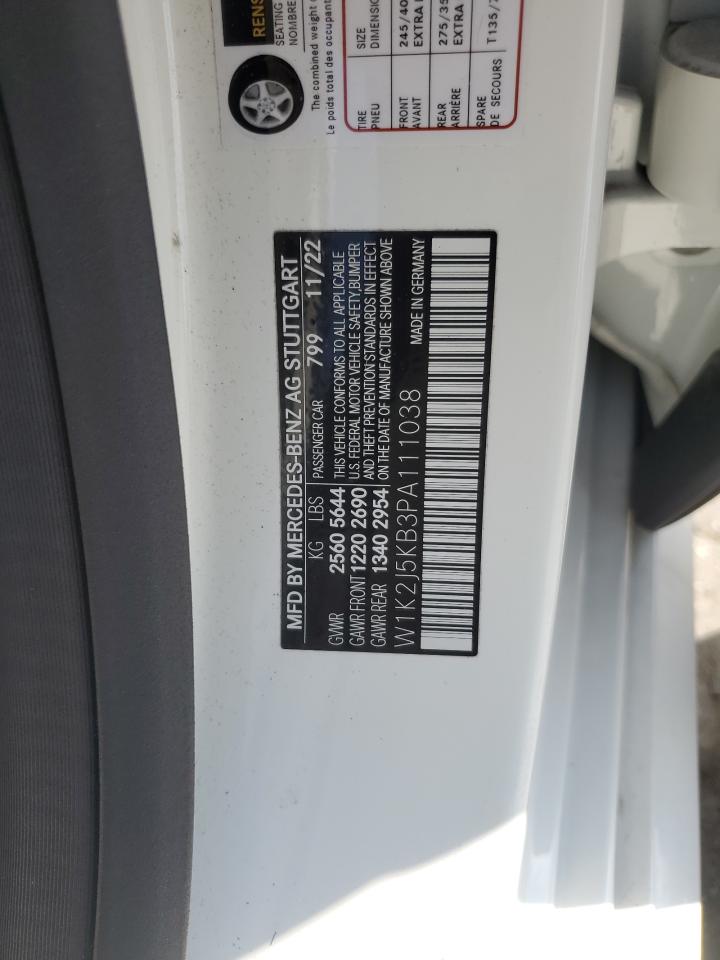 MFD BY MERCEDES-BENZ AG STUTTGART
KG LBS PASSENGER CAR 799 11/22
GVWR 2560 5644 THIS VEHICLE CONFORMS TO ALL APPLICABLE
GAWR FRONT 1220 2690 U.S. FEDERAL MOTOR VEHICLE SAFETY,BUMPER
GAWR REAR 1340 2954 AND THEFT PREVENTION STANDARDS IN EFFECT
ON THE DATE OF MANUFACTURE SHOWN ABOVE
W1K2J5KB3PA111038 MADE IN GERMANY
RENS
SEATING
NOMBRE
The combined weight
Le poids total des occupant
TIRE SIZE
PNEU DIMENSIO
FRONT 245/40
AVANT EXTRA
REAR 275/35
ARRIÈRE EXTRA
SPARE T135/
DE SECOURS